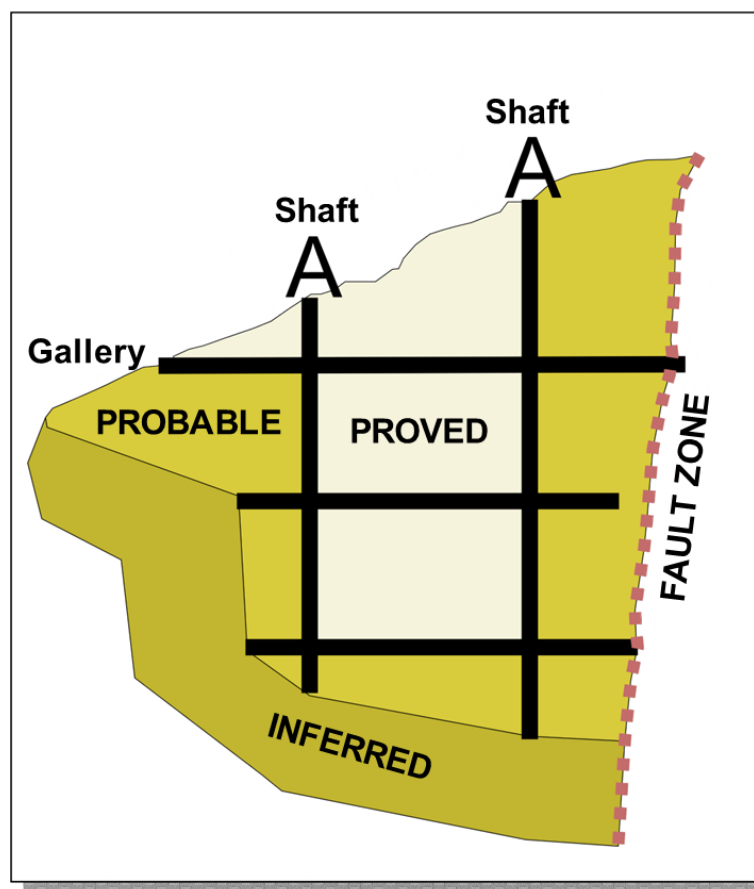 Shaft
Shaft
Gallery
PROBABLE
PROVED
FAULT ZONE
INFERRED